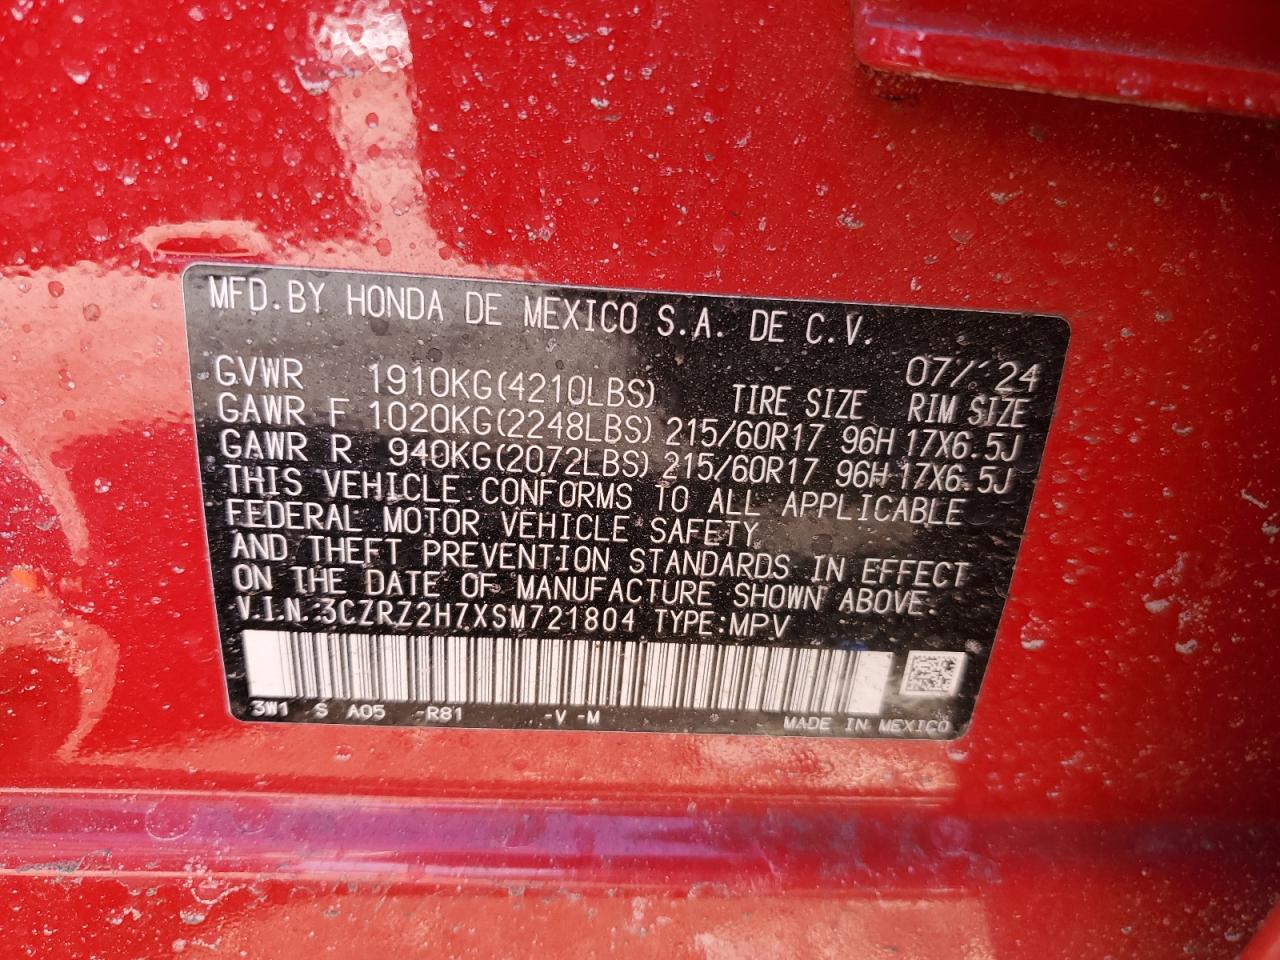 MFD.BY HONDA DE MEXICO S.A. DE C.V.
07/'24
GVWR 1910KG(4210LBS) TIRE SIZE RIM SIZE
GAWR F 1020KG(2248LBS) 215/60R17 96H 17X6.5J
GAWR R 940KG(2072LBS) 215/60R17 96H 17X6.5J
THIS VEHICLE CONFORMS TO ALL APPLICABLE
FEDERAL MOTOR VEHICLE SAFETY
AND THEFT PREVENTION STANDARDS IN EFFECT
ON THE DATE OF MANUFACTURE SHOWN ABOVE.
V.I.N.:3CZRZ2H7XSM721804 TYPE:MPV
3W1 S A05 -R81 -V -M MADE IN MEXICO